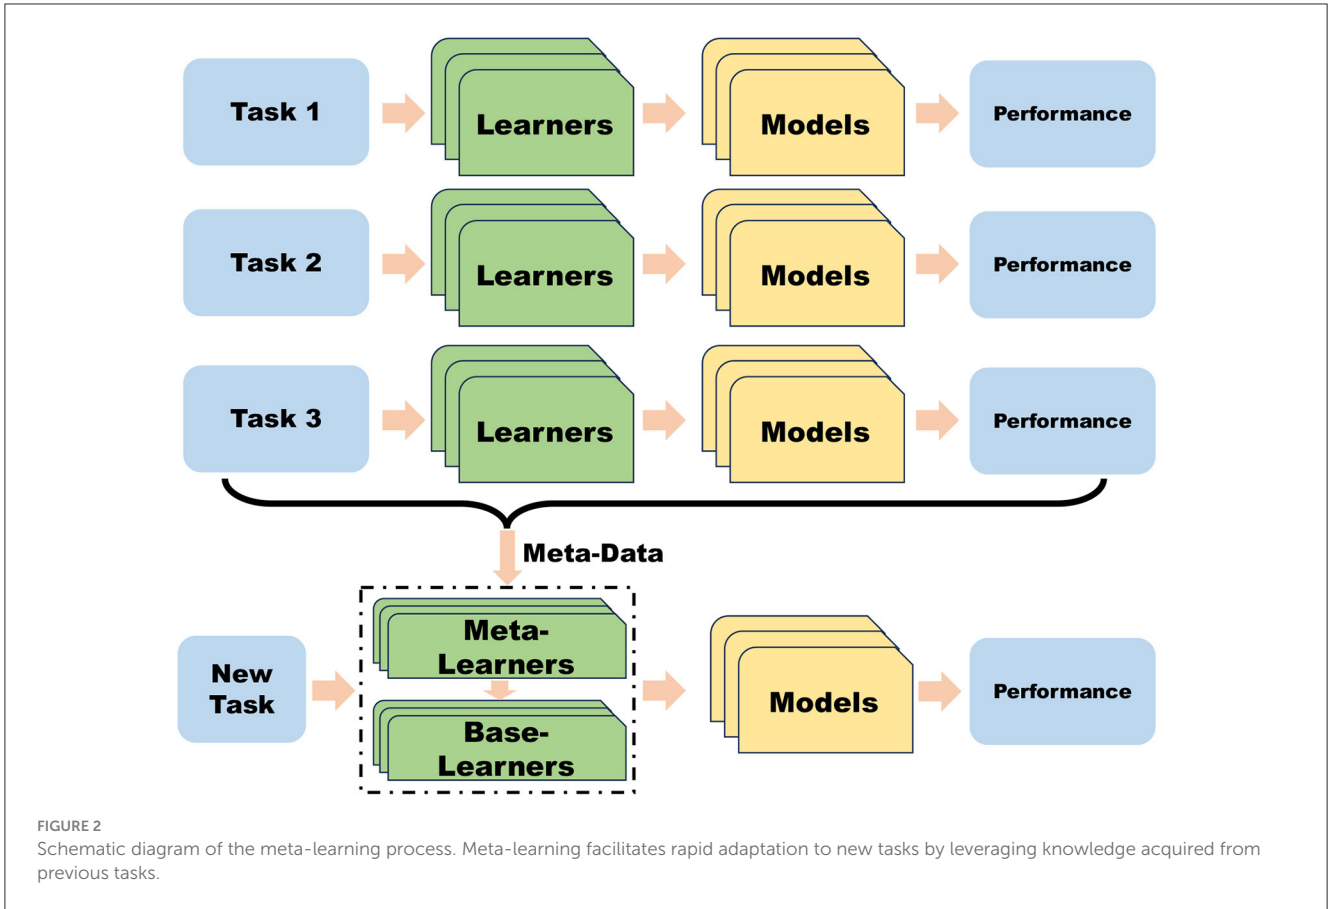 Task 1
Learners
Models
Performance
Task 2
Learners
Models
Performance
Task 3
Learners
Models
Performance
Meta-Data
New
Task
Meta-
Learners
Base-
Learners
Models
Performance
FIGURE 2
Schematic diagram of the meta-learning process. Meta-learning facilitates rapid adaptation to new tasks by leveraging knowledge acquired from
previous tasks.